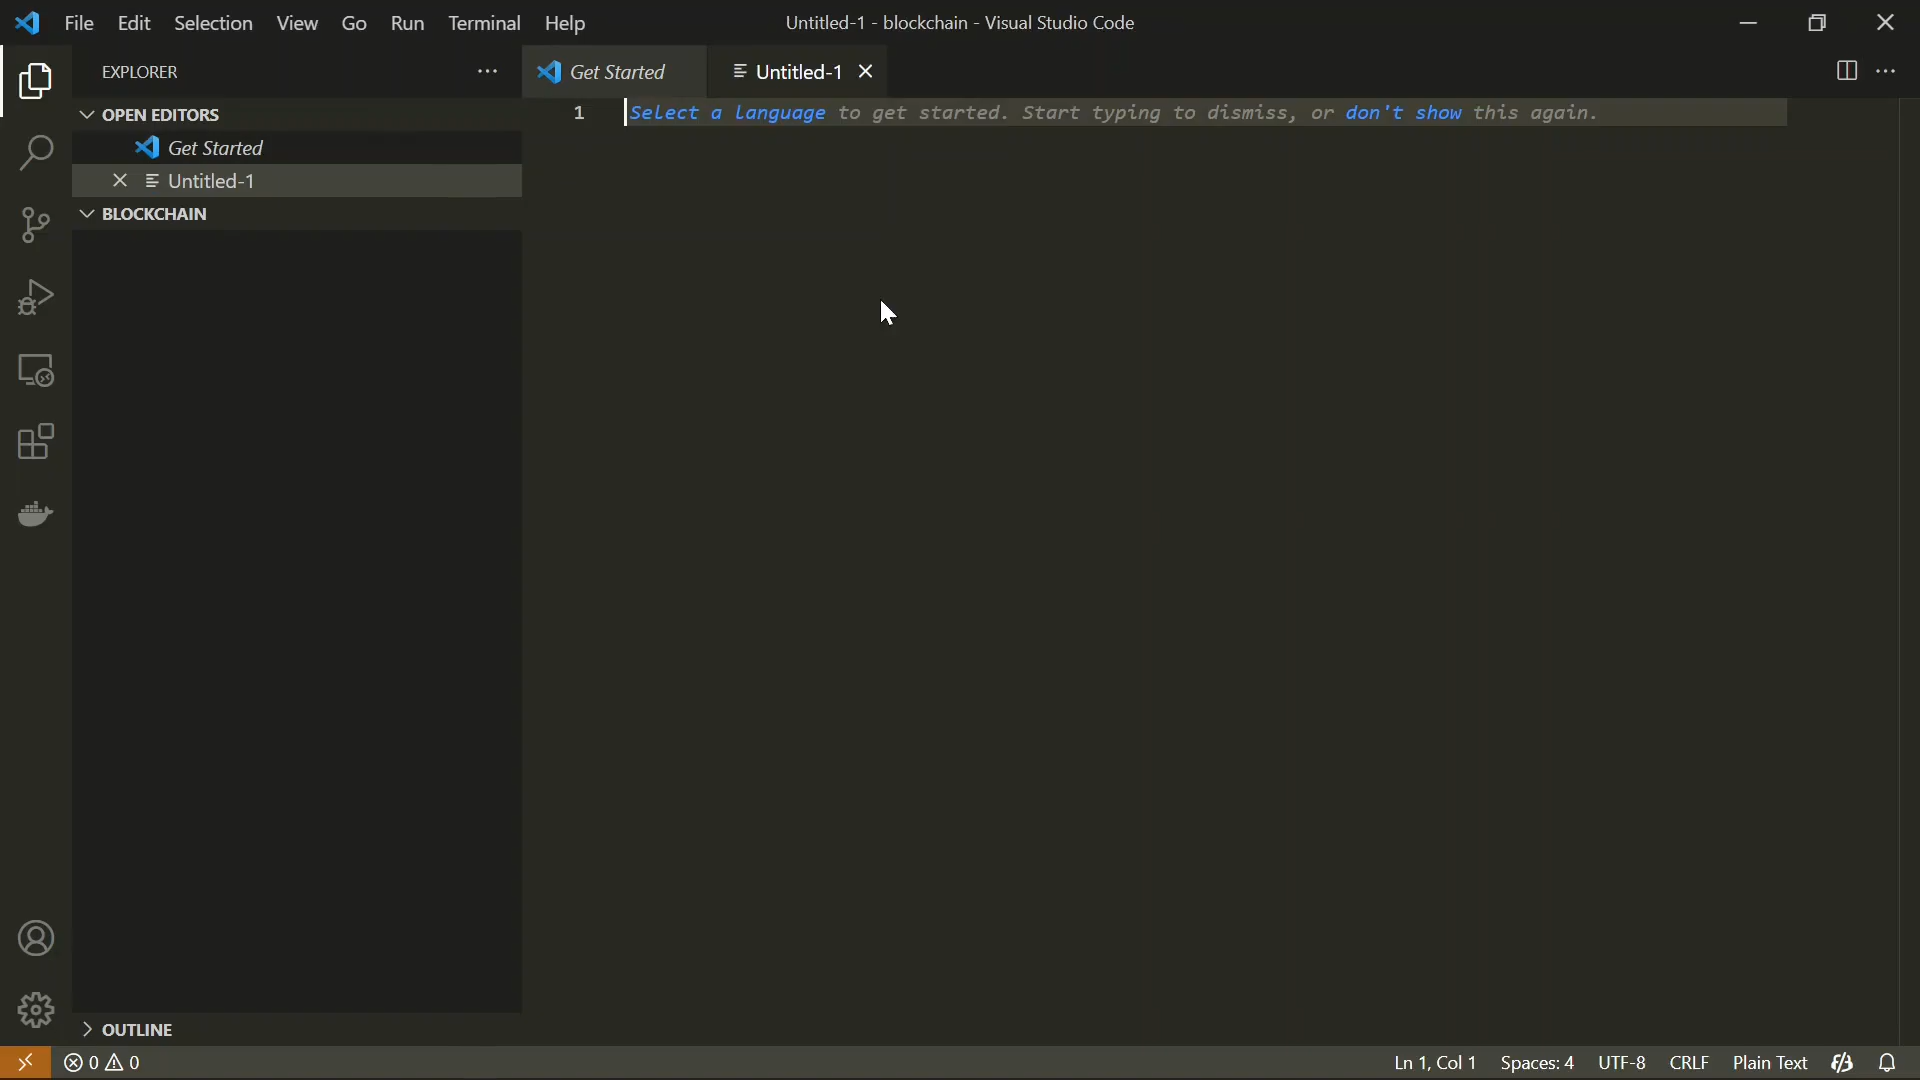 File Edit Selection View Go Run Terminal Help
Untitled-1 - blockchain - Visual Studio Code
EXPLORER
Get Started
Untitled-1
OPEN EDITORS
Get Started
Untitled-1
BLOCKCHAIN
1
Select a language to get started. Start typing to dismiss, or don't show this again.
OUTLINE
0 0
Ln 1, Col 1 Spaces: 4 UTF-8 CRLF Plain Text